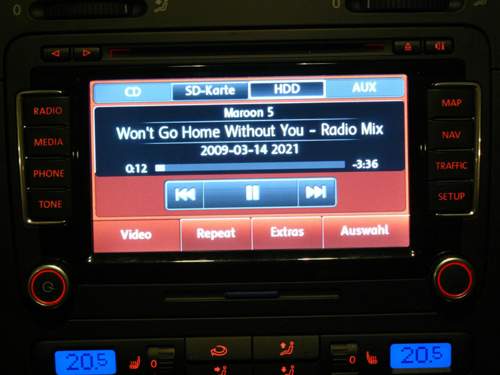 RADIO
MEDIA
PHONE
TONE
CD SD-Karte HDD AUX
Maroon 5
Won't Go Home Without You - Radio Mix
2009-03-14 2021
0:12 -3:36
Video Repeat Extras Auswahl
MAP
NAV
TRAFFIC
SETUP
20.5 0 0 20.5